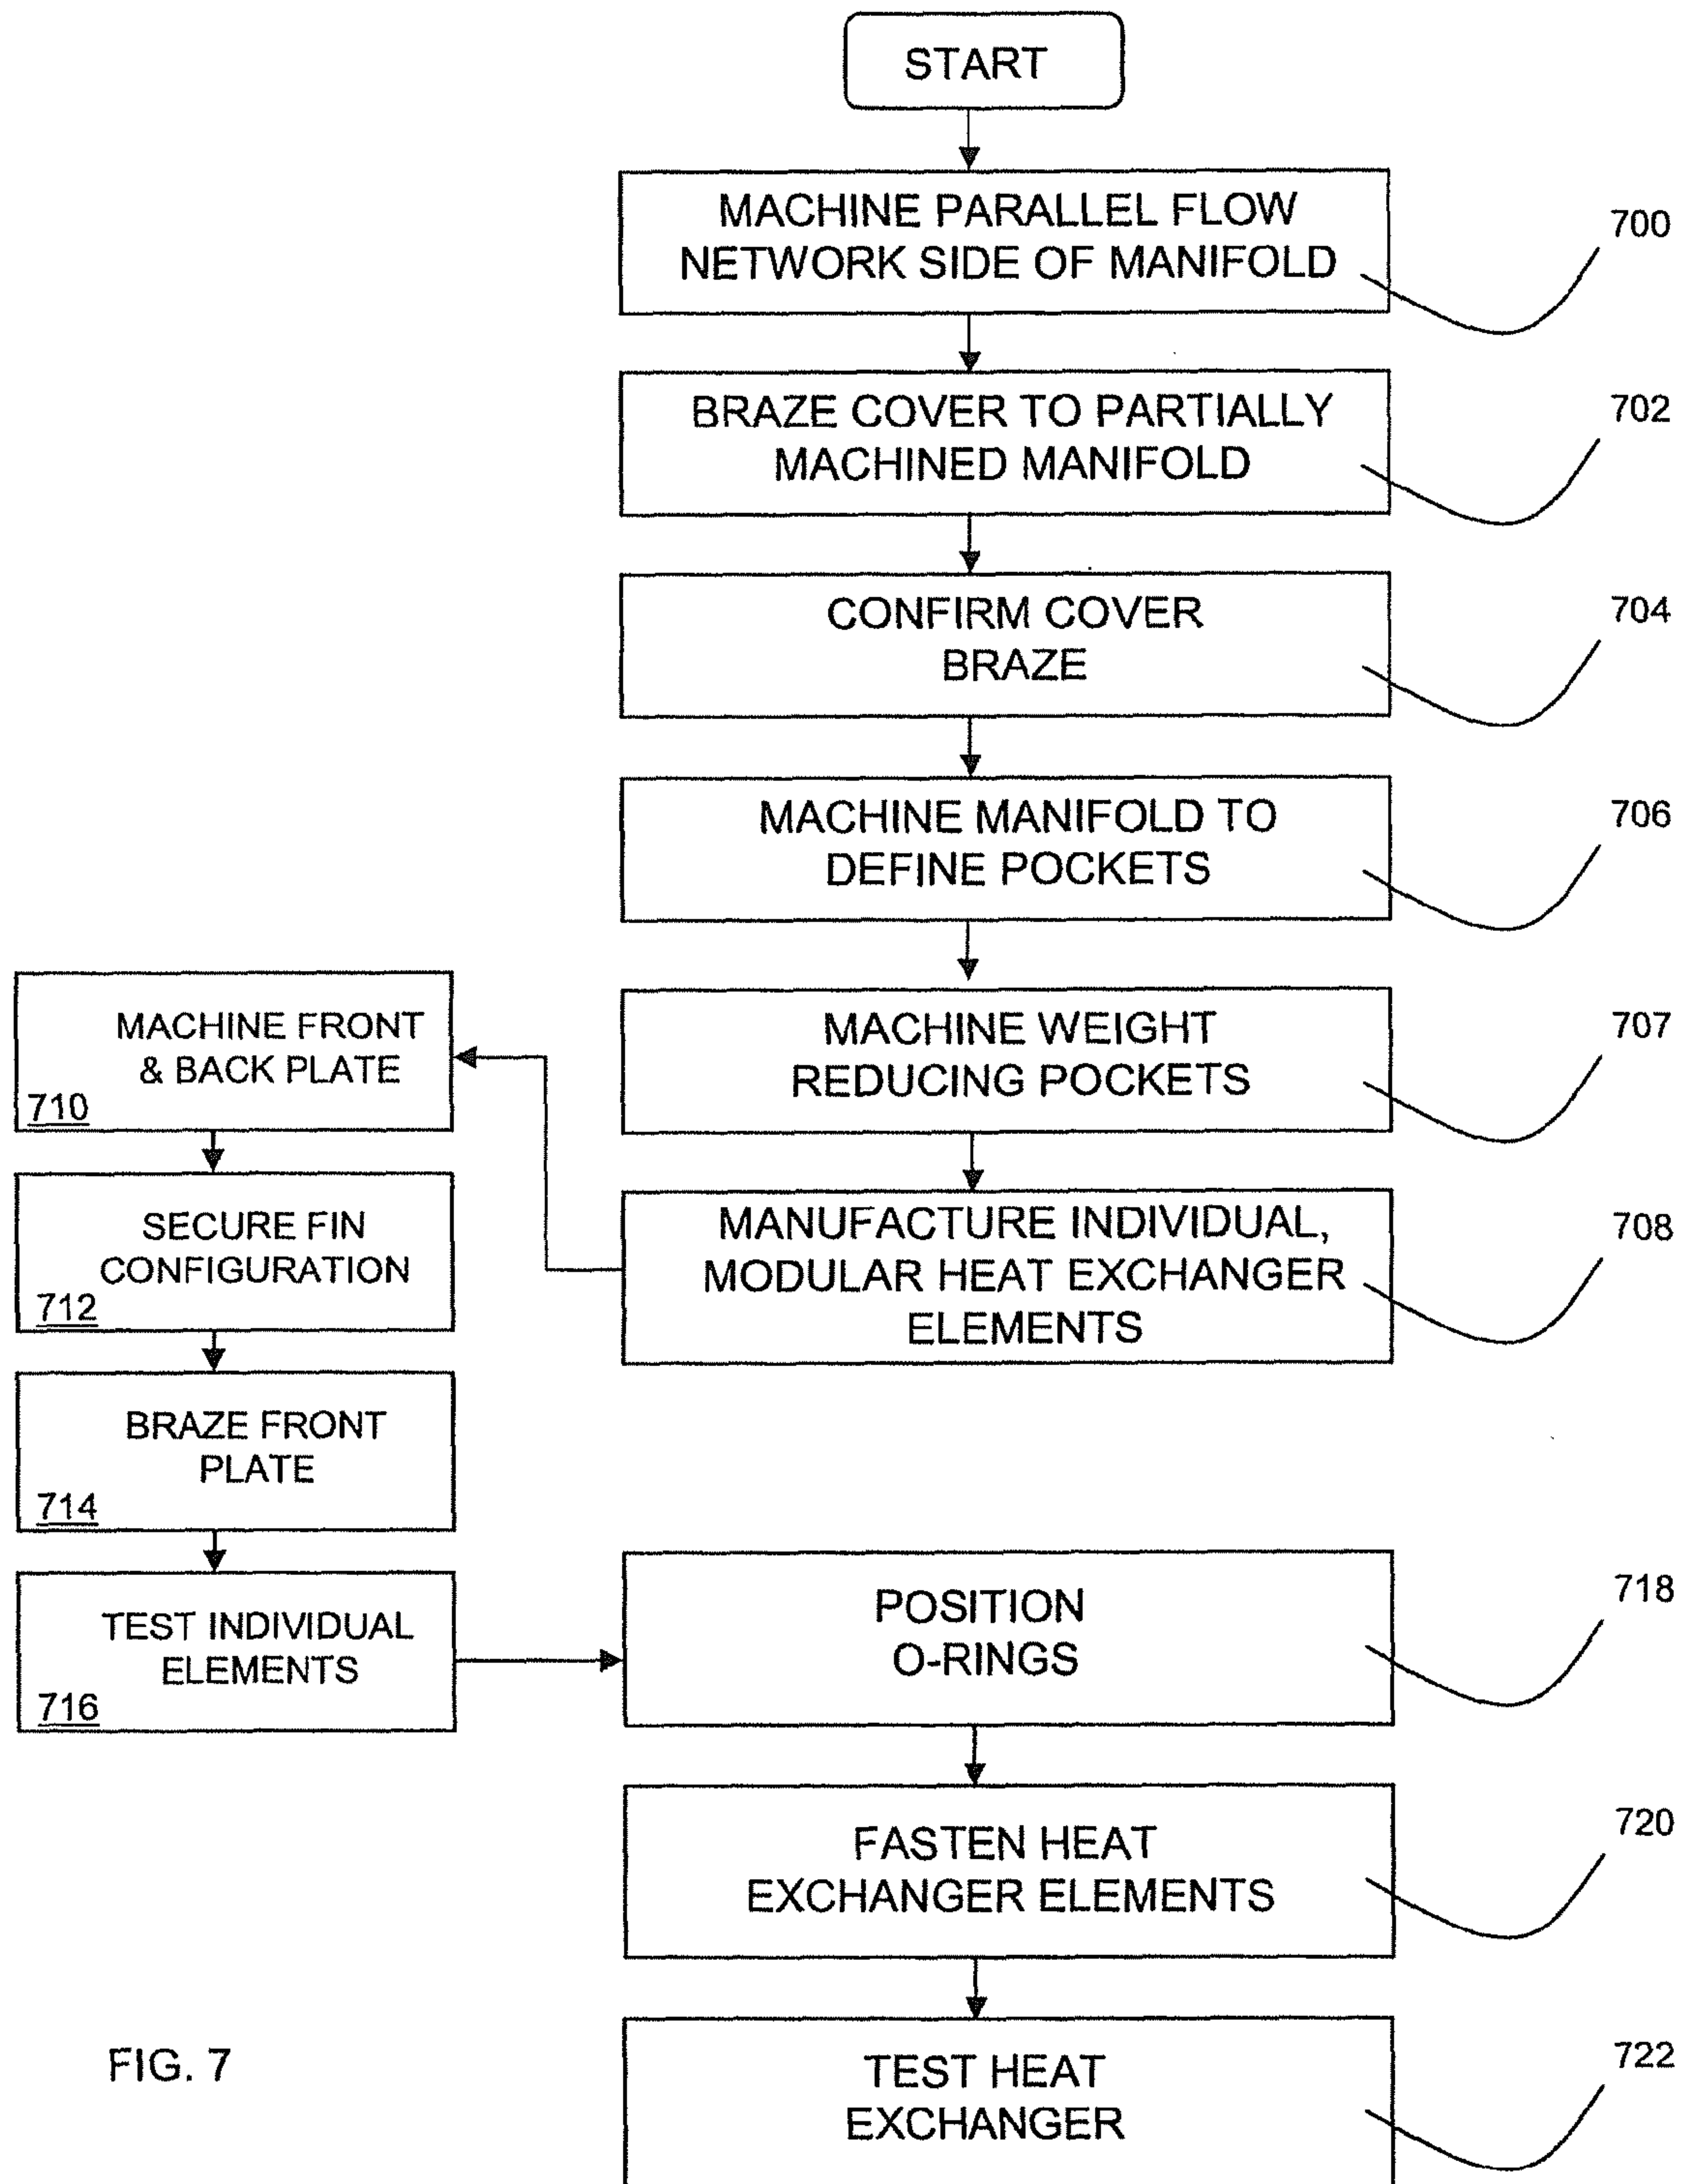 START
MACHINE PARALLEL FLOW
NETWORK SIDE OF MANIFOLD
700
BRAZE COVER TO PARTIALLY
MACHINED MANIFOLD
702
CONFIRM COVER
BRAZE
704
MACHINE MANIFOLD TO
DEFINE POCKETS
706
MACHINE WEIGHT
REDUCING POCKETS
707
MANUFACTURE INDIVIDUAL,
MODULAR HEAT EXCHANGER
ELEMENTS
708
MACHINE FRONT
& BACK PLATE
710
SECURE FIN
CONFIGURATION
712
BRAZE FRONT
PLATE
714
TEST INDIVIDUAL
ELEMENTS
716
POSITION
O-RINGS
718
FASTEN HEAT
EXCHANGER ELEMENTS
720
TEST HEAT
EXCHANGER
722
FIG. 7